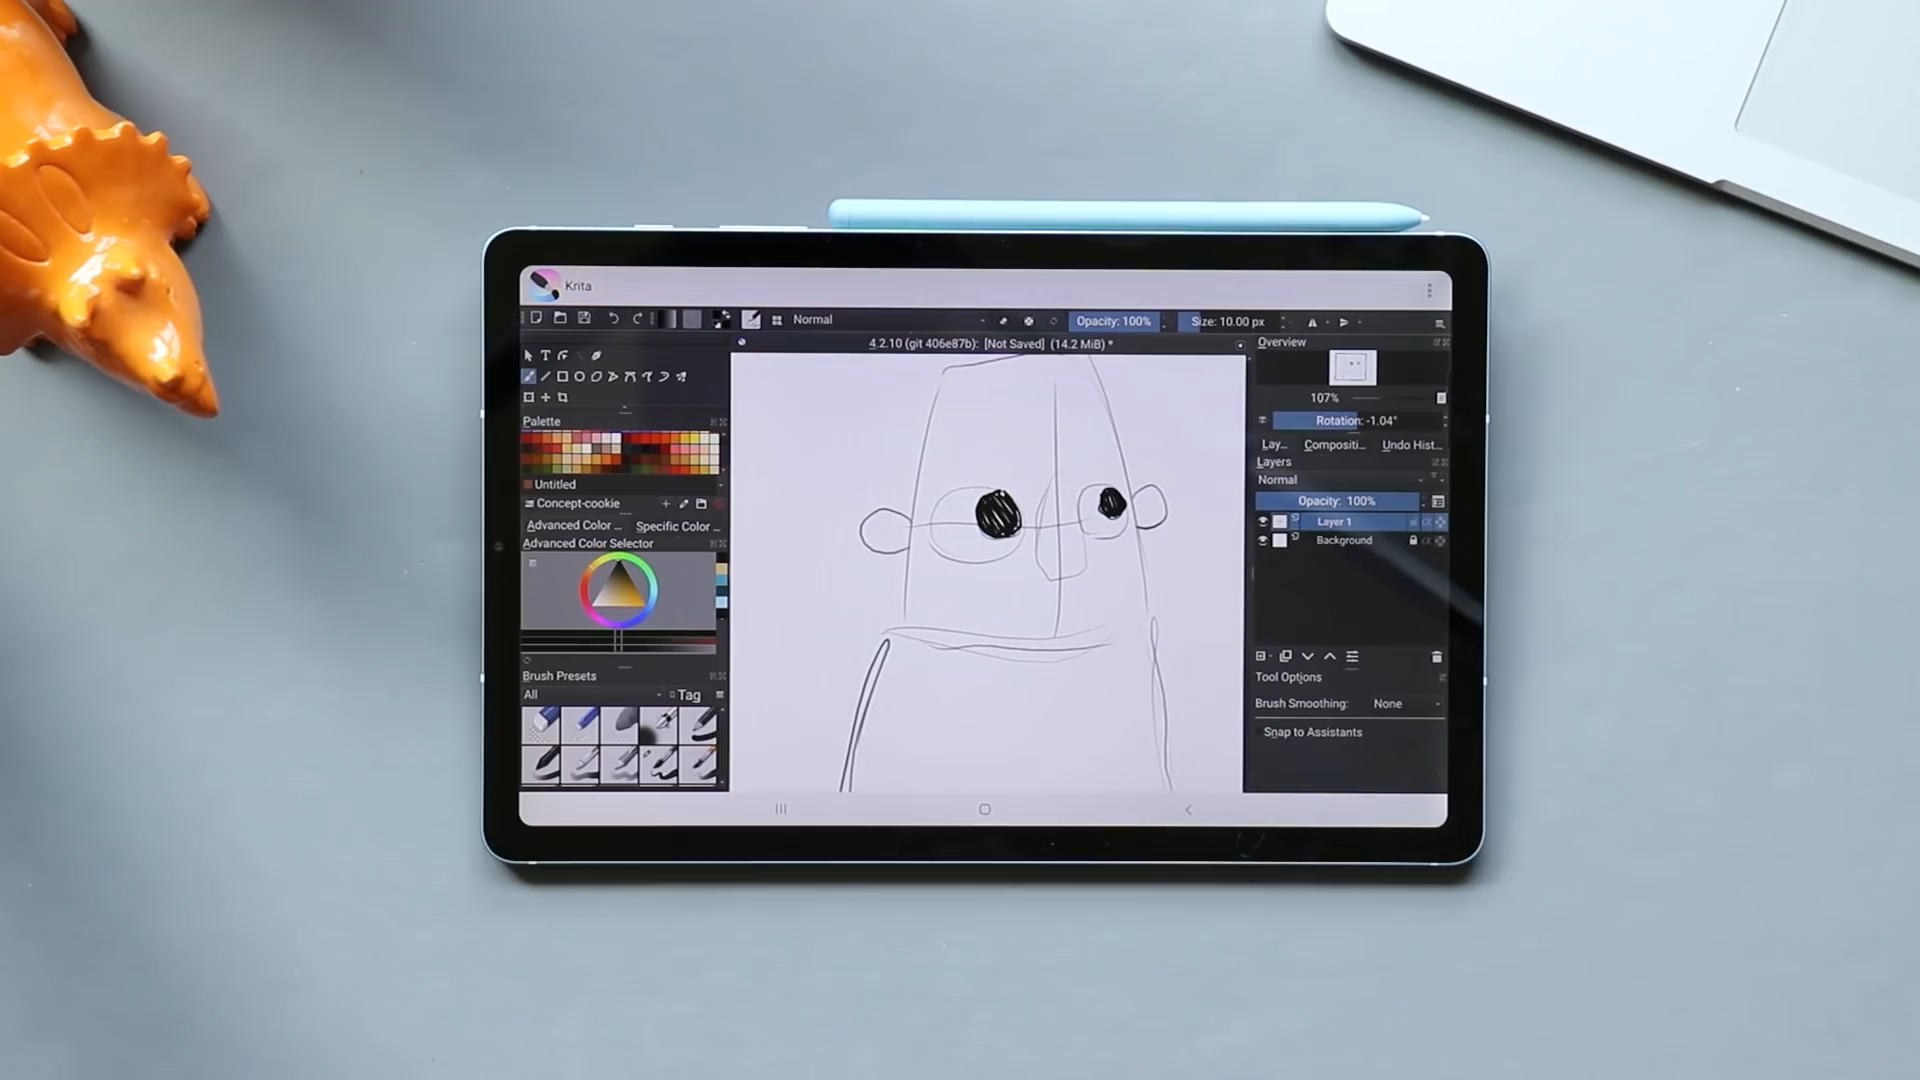 Krita
Normal
Opacity: 100%
Size: 10.00 px
4.2.10 (git 406e87b): [Not Saved] (14.2 MiB) *
Palette
Untitled
Concept-cookie
Advanced Color ...
Specific Color ...
Advanced Color Selector
Brush Presets
All
Tag
Overview
107%
Rotation: -1.04°
Lay...
Compositi...
Undo Hist...
Layers
Normal
Opacity: 100%
Layer 1
Background
Tool Options
Brush Smoothing:
None
Snap to Assistants